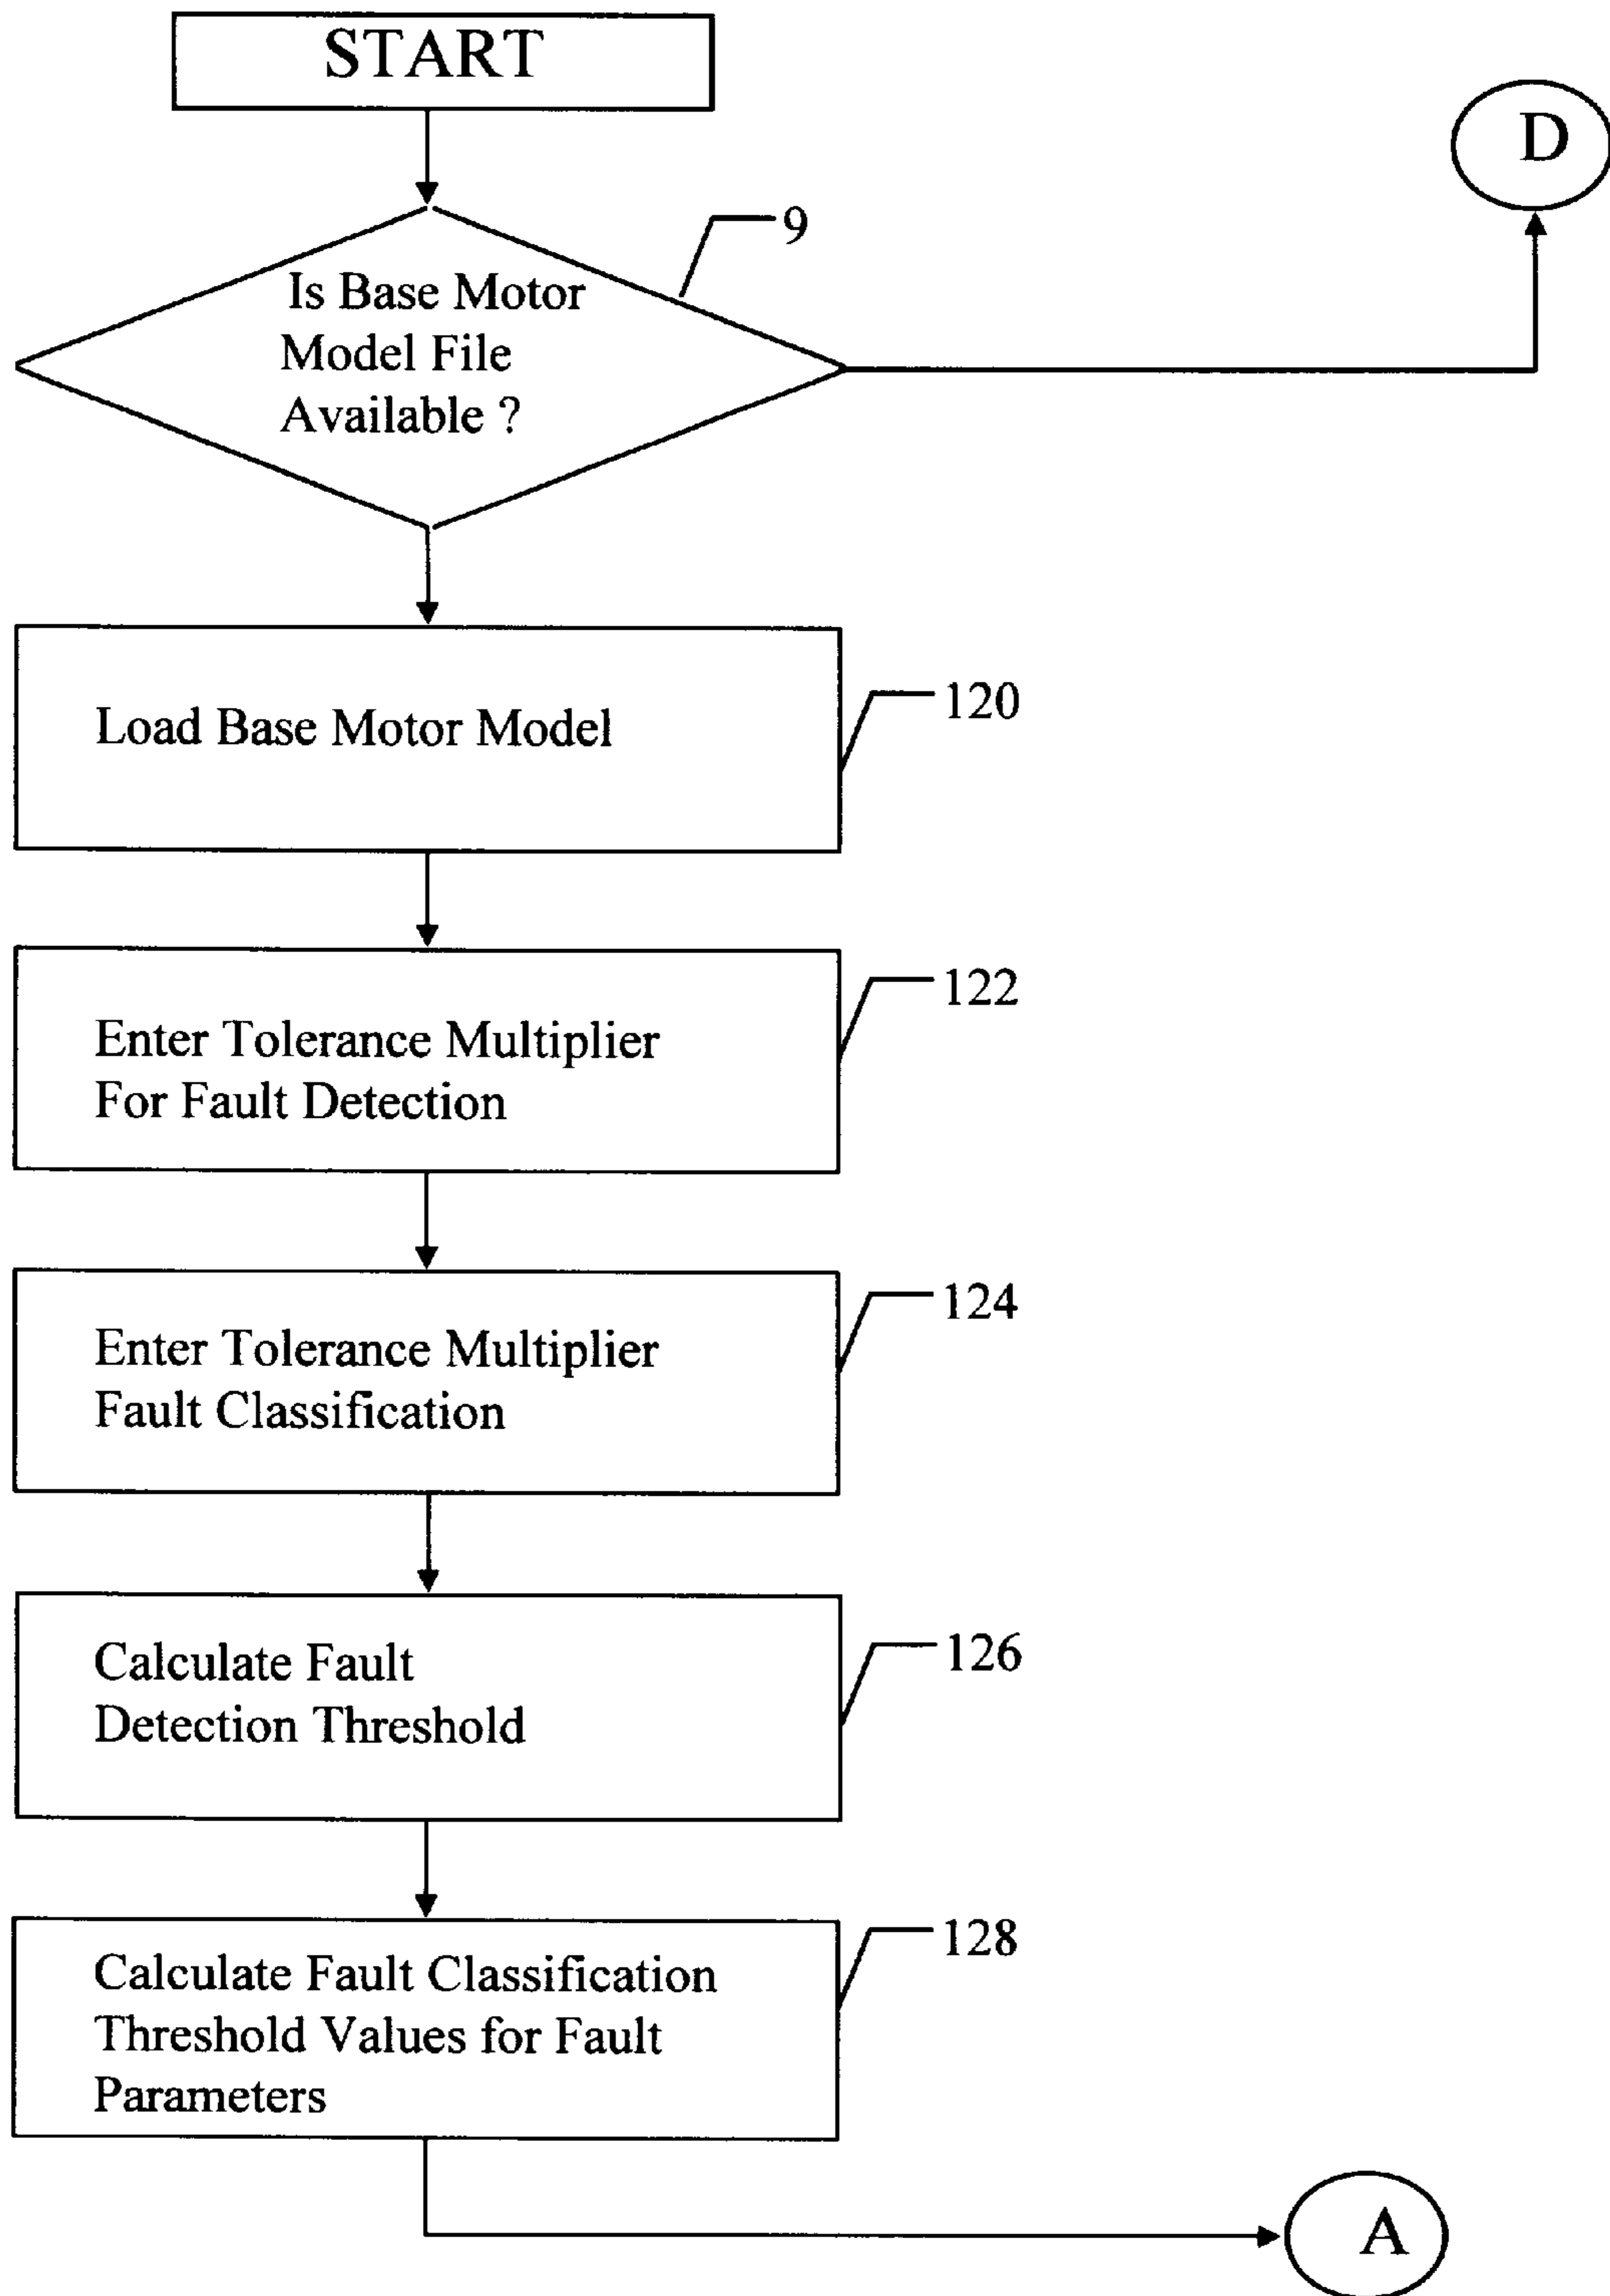 START
D
9
Is Base Motor
Model File
Available ?
120
Load Base Motor Model
122
Enter Tolerance Multiplier
For Fault Detection
124
Enter Tolerance Multiplier
Fault Classification
126
Calculate Fault
Detection Threshold
128
Calculate Fault Classification
Threshold Values for Fault
Parameters
A